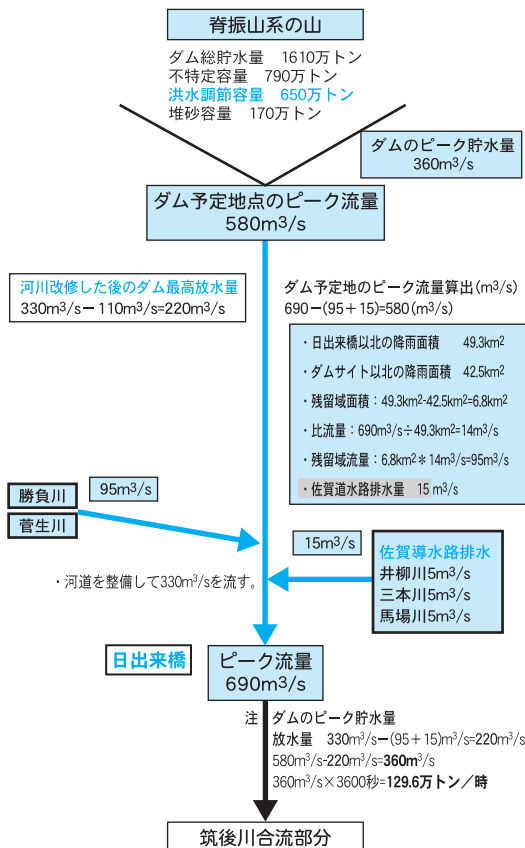 脊振山系の山
ダム総貯水量　1610万トン
不特定容量　790万トン
洪水調節容量　650万トン
堆砂容量　170万トン
ダムのピーク貯水量
360m³/s
ダム予定地点のピーク流量
580m³/s
河川改修した後のダム最高放水量
330m³/s－110m³/s=220m³/s
ダム予定地のピーク流量算出(m³/s)
690－(95＋15)=580(m³/s)
・日出来橋以北の降雨面積　49.3km²
・ダムサイト以北の降雨面積　42.5km²
・残留域面積：49.3km²-42.5km²=6.8km²
・比流量：690m³/s÷49.3km²=14m³/s
・残留域流量：6.8km²＊14m³/s=95m³/s
・佐賀道水路排水量　15 m³/s
勝負川
菅生川
95m³/s
15m³/s
佐賀導水路排水
井柳川5m³/s
三本川5m³/s
馬場川5m³/s
・河道を整備して330m³/sを流す。
日出来橋
ピーク流量
690m³/s
注　ダムのピーク貯水量
放水量　330m³/s－(95＋15)m³/s=220m³/s
580m³/s-220m³/s=360m³/s
360m³/s×3600秒=129.6万トン／時
筑後川合流部分